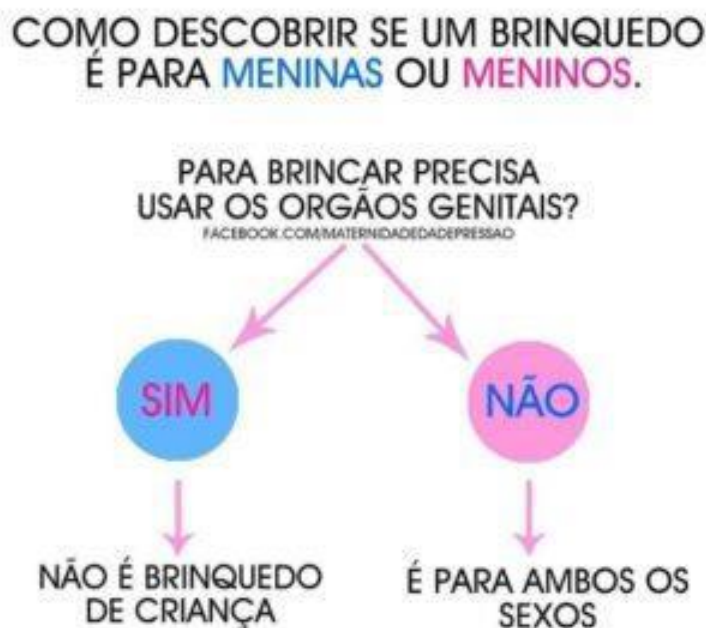 COMO DESCOBRIR SE UM BRINQUEDO
É PARA MENINAS OU MENINOS.
PARA BRINCAR PRECISA
USAR OS ORGÃOS GENITAIS?
FACEBOOK.COM/MATERNIDADEDADEPRESSAO
SIM
NÃO
NÃO É BRINQUEDO
DE CRIANÇA
É PARA AMBOS OS
SEXOS